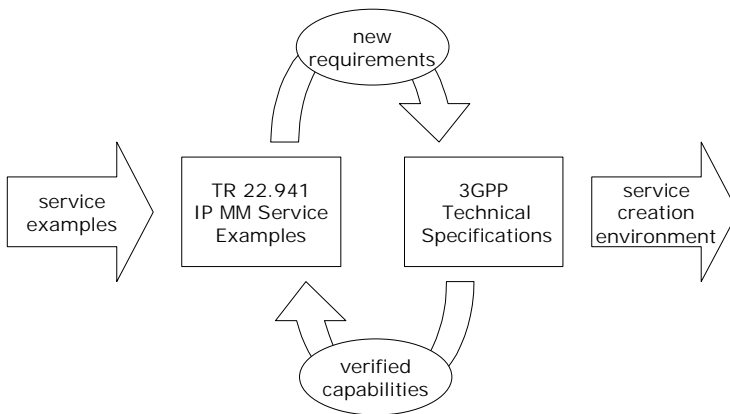 new
requirements
service
examples
TR 22.941
IP MM Service
Examples
3GPP
Technical
Specifications
service
creation
environment
verified
capabilities